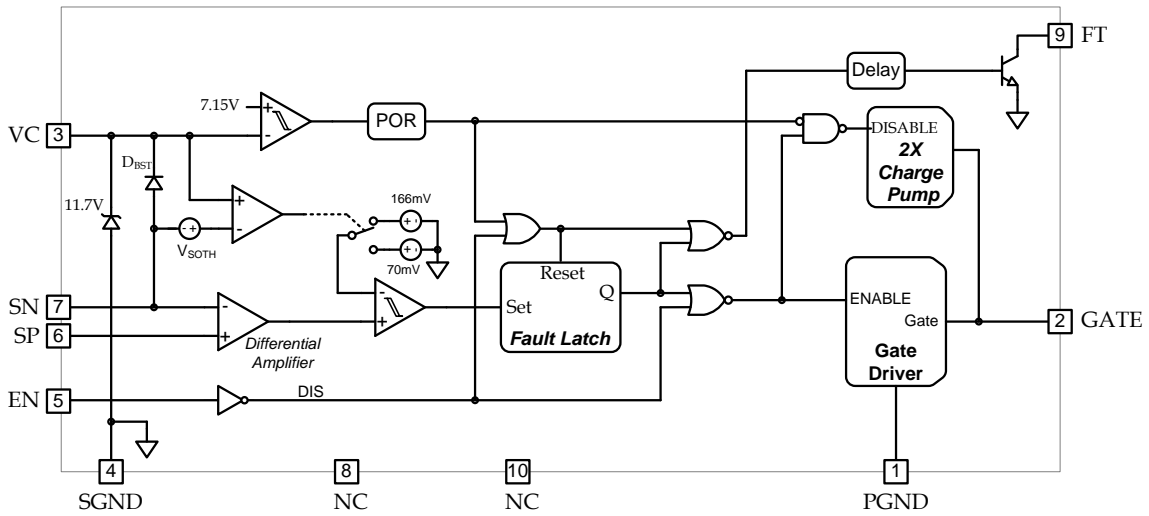 9 FT
Delay
7.15V
+
-
POR
VC 3
DISABLE
2X
Charge
Pump
D_BST
11.7V
+
-
- +
V_SOTH
166mV
+ -
+ -
70mV
Reset
Set
Q
Fault Latch
-
+
SN 7
SP 6
-
+
Differential
Amplifier
ENABLE
Gate
Gate
Driver
2 GATE
EN 5
DIS
4
SGND
8
NC
10
NC
1
PGND